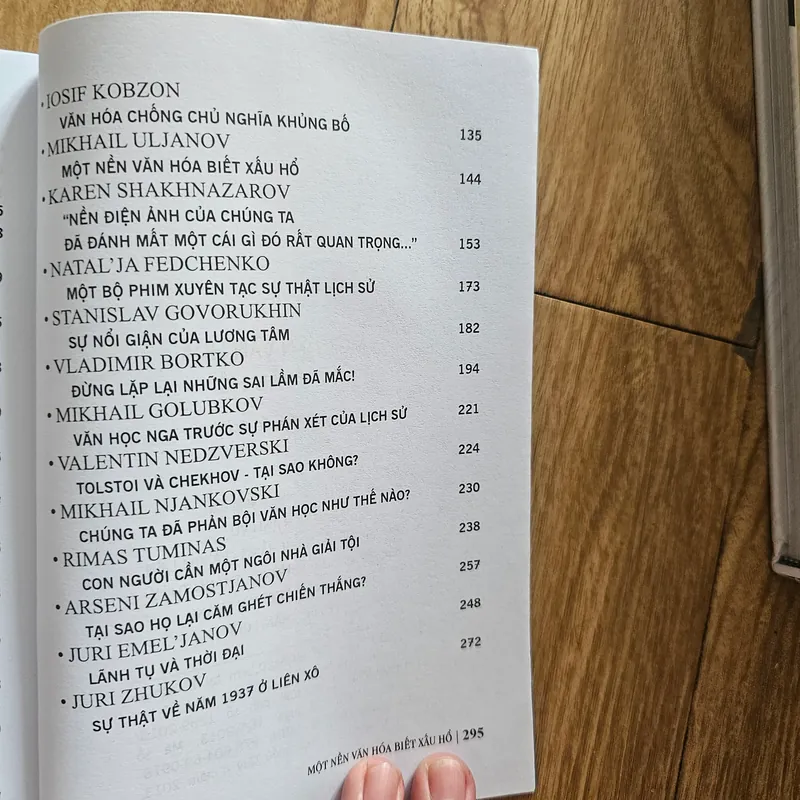 • IOSIF KOBZON
VĂN HÓA CHỐNG CHỦ NGHĨA KHỦNG BỐ 135
• MIKHAIL ULJANOV
MỘT NỀN VĂN HÓA BIẾT XẤU HỔ 144
• KAREN SHAKHNAZAROV
“NỀN ĐIỆN ẢNH CỦA CHÚNG TA
ĐÃ ĐÁNH MẤT MỘT CÁI GÌ ĐÓ RẤT QUAN TRỌNG...” 153
• NATAL’JA FEDCHENKO
MỘT BỘ PHIM XUYÊN TẠC SỰ THẬT LỊCH SỬ 173
• STANISLAV GOVORUKHIN
SỰ NỔI GIẬN CỦA LƯƠNG TÂM 182
• VLADIMIR BORTKO
ĐỪNG LẶP LẠI NHỮNG SAI LẦM ĐÃ MẮC! 194
• MIKHAIL GOLUBKOV
VĂN HỌC NGA TRƯỚC SỰ PHÁN XÉT CỦA LỊCH SỬ 221
• VALENTIN NEDZVERSKI
TOLSTOI VÀ CHEKHOV - TẠI SAO KHÔNG? 224
• MIKHAIL NJANKOVSKI
CHÚNG TA ĐÃ PHẢN BỘI VĂN HỌC NHƯ THẾ NÀO? 230
• RIMAS TUMINAS
CON NGƯỜI CẦN MỘT NGÔI NHÀ GIẢI TỘI 238
• ARSENI ZAMOSTJANOV
TẠI SAO HỌ LẠI CĂM GHÉT CHIẾN THẮNG? 257
• JURI EMEL’JANOV
LÃNH TỤ VÀ THỜI ĐẠI 248
• JURI ZHUKOV
SỰ THẬT VỀ NĂM 1937 Ở LIÊN XÔ 272
MỘT NỀN VĂN HÓA BIẾT XẤU HỔ | 295